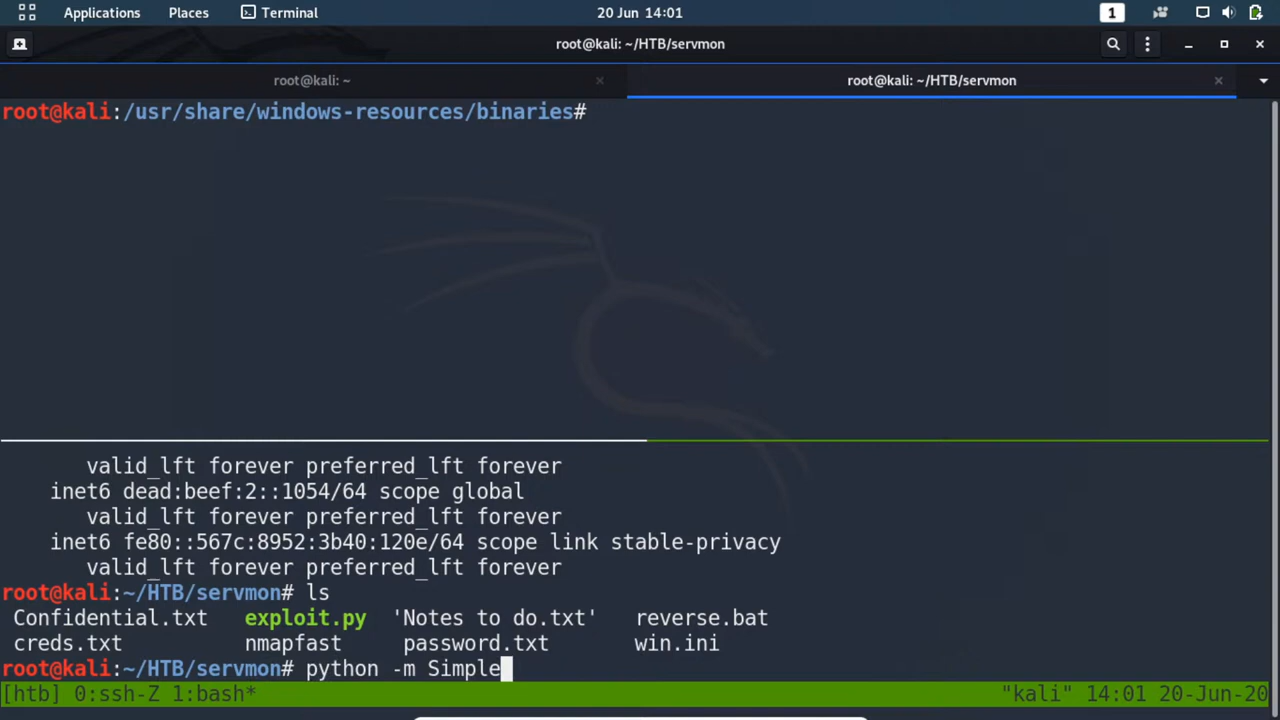 Applications Places Terminal 20 Jun 14:01 1
root@kali: ~/HTB/servmon
root@kali: ~ root@kali: ~/HTB/servmon
root@kali:/usr/share/windows-resources/binaries#
valid_lft forever preferred_lft forever
inet6 dead:beef:2::1054/64 scope global
valid_lft forever preferred_lft forever
inet6 fe80::567c:8952:3b40:120e/64 scope link stable-privacy
valid_lft forever preferred_lft forever
root@kali:~/HTB/servmon# ls
Confidential.txt exploit.py 'Notes to do.txt' reverse.bat
creds.txt nmapfast password.txt win.ini
root@kali:~/HTB/servmon# python -m Simple
[htb] 0:ssh-Z 1:bash* "kali" 14:01 20-Jun-20